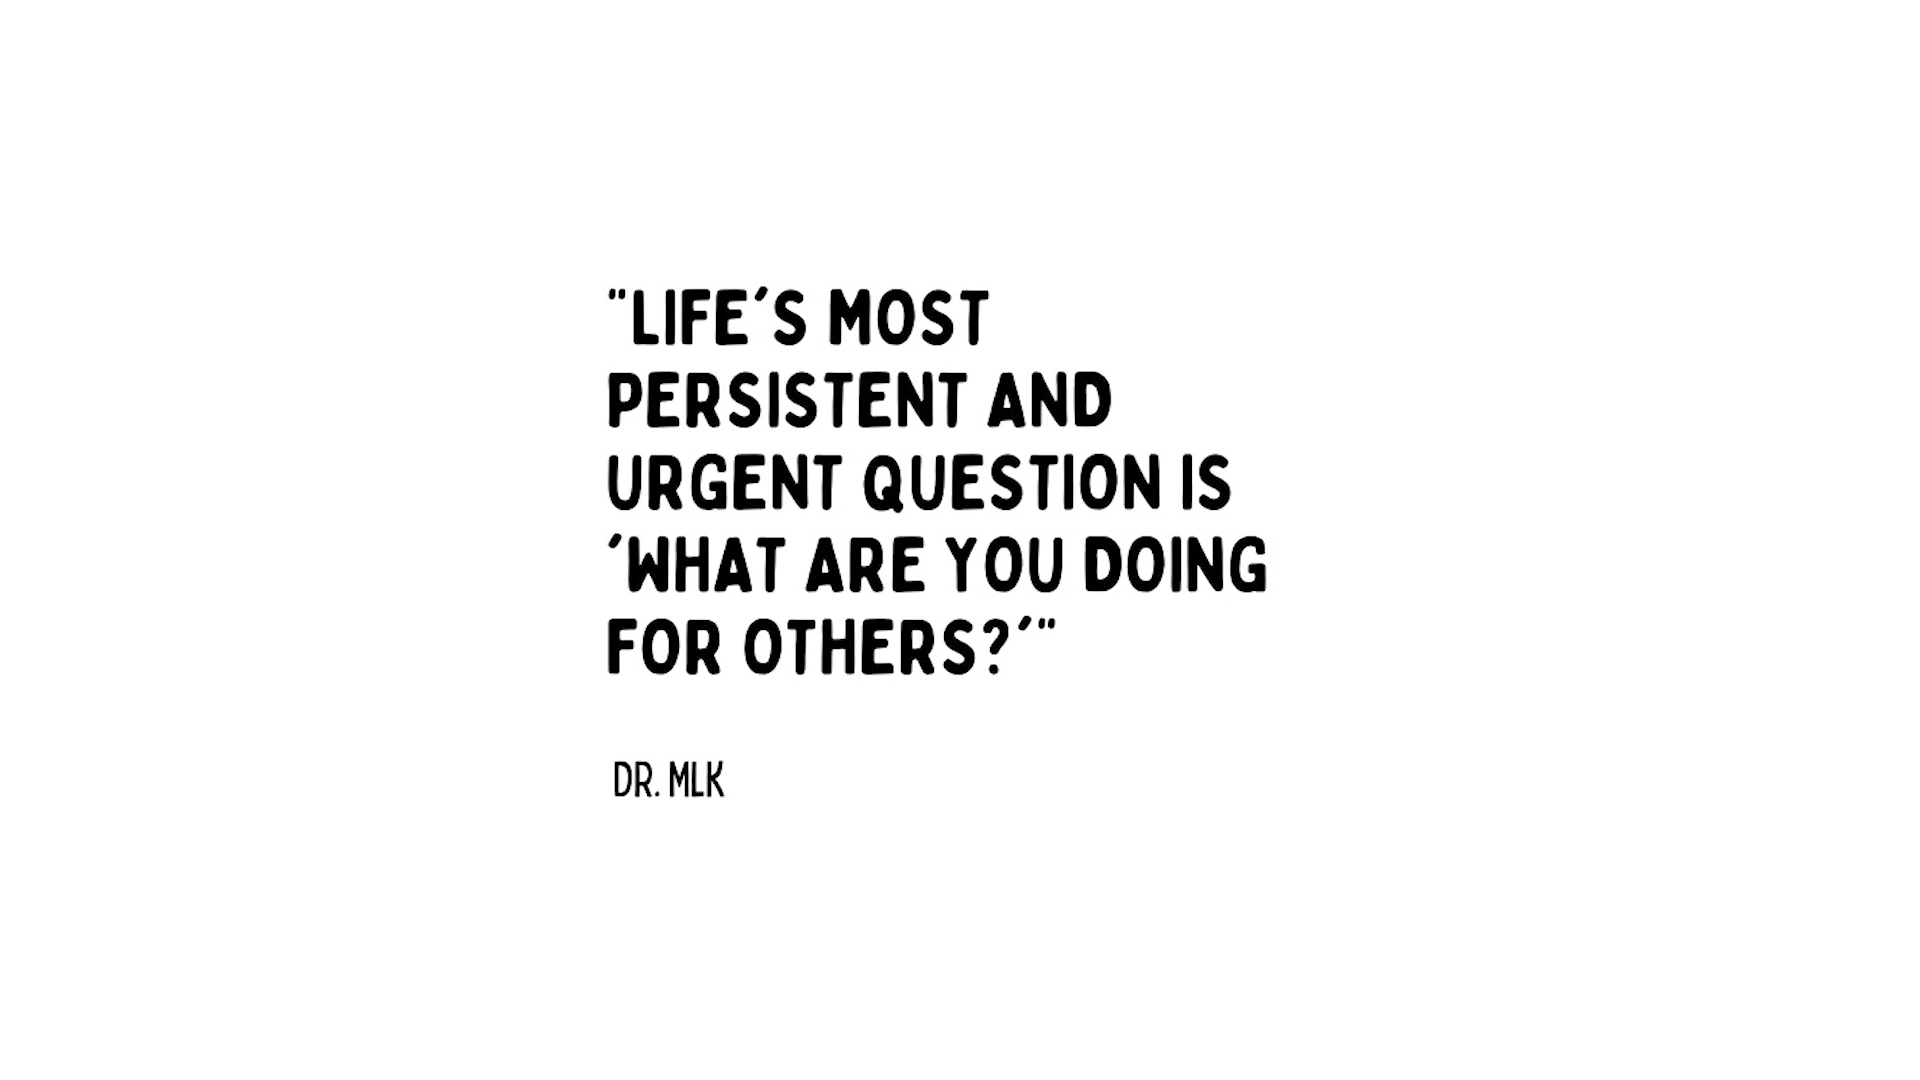 "LIFE'S MOST
PERSISTENT AND
URGENT QUESTION IS
'WHAT ARE YOU DOING
FOR OTHERS?'"
DR. MLK